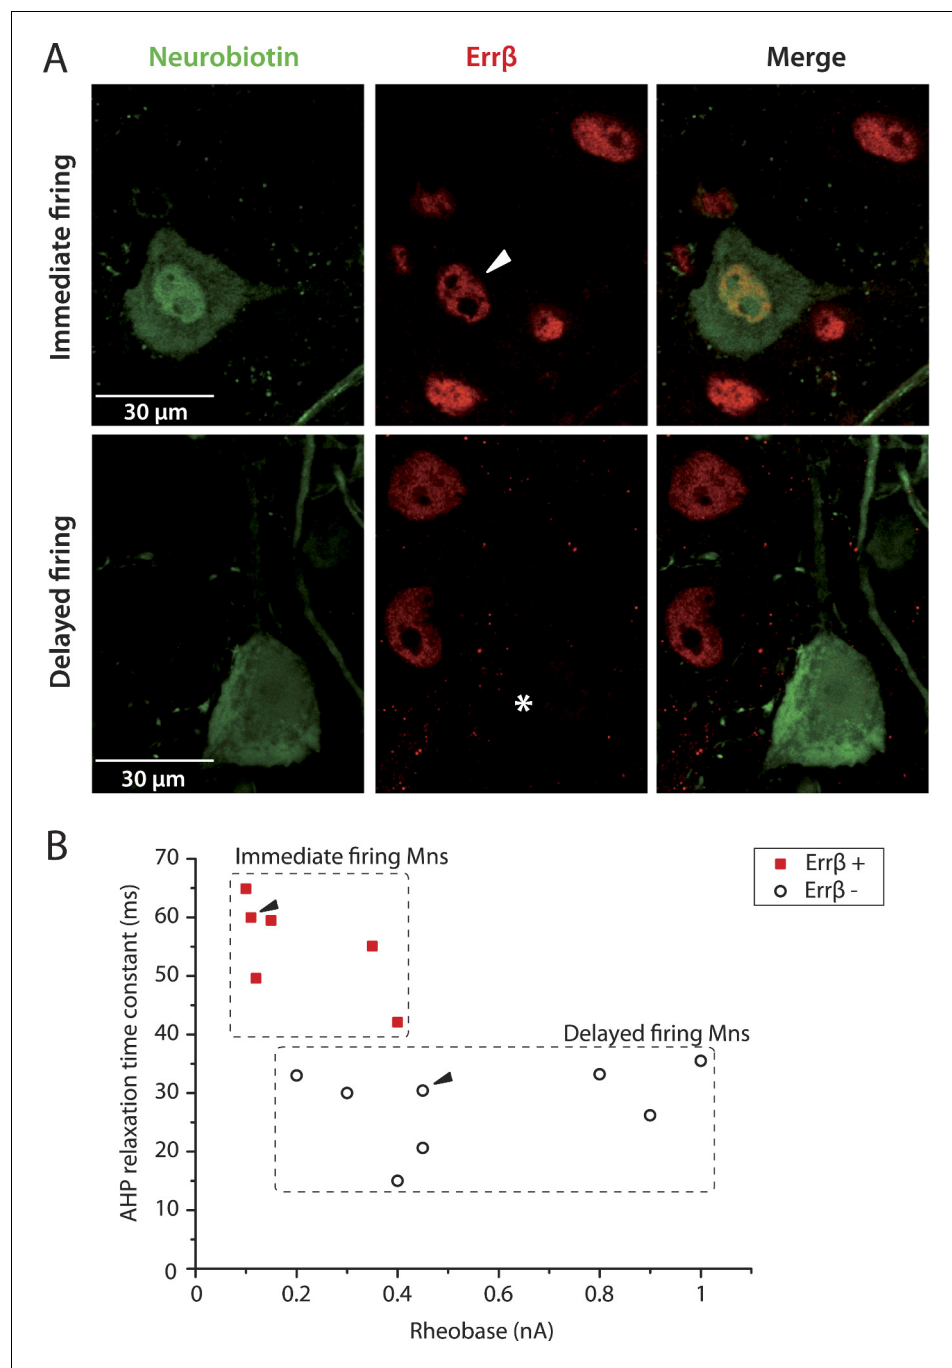 A
Neurobiotin
Errβ
Merge
Immediate firing
30 µm
*
Delayed firing
30 µm
B
Immediate firing Mns
Errβ +
Errβ -
Delayed firing Mns
AHP relaxation time constant (ms)
70
60
50
40
30
20
10
0
0
0.2
0.4
0.6
0.8
1
Rheobase (nA)